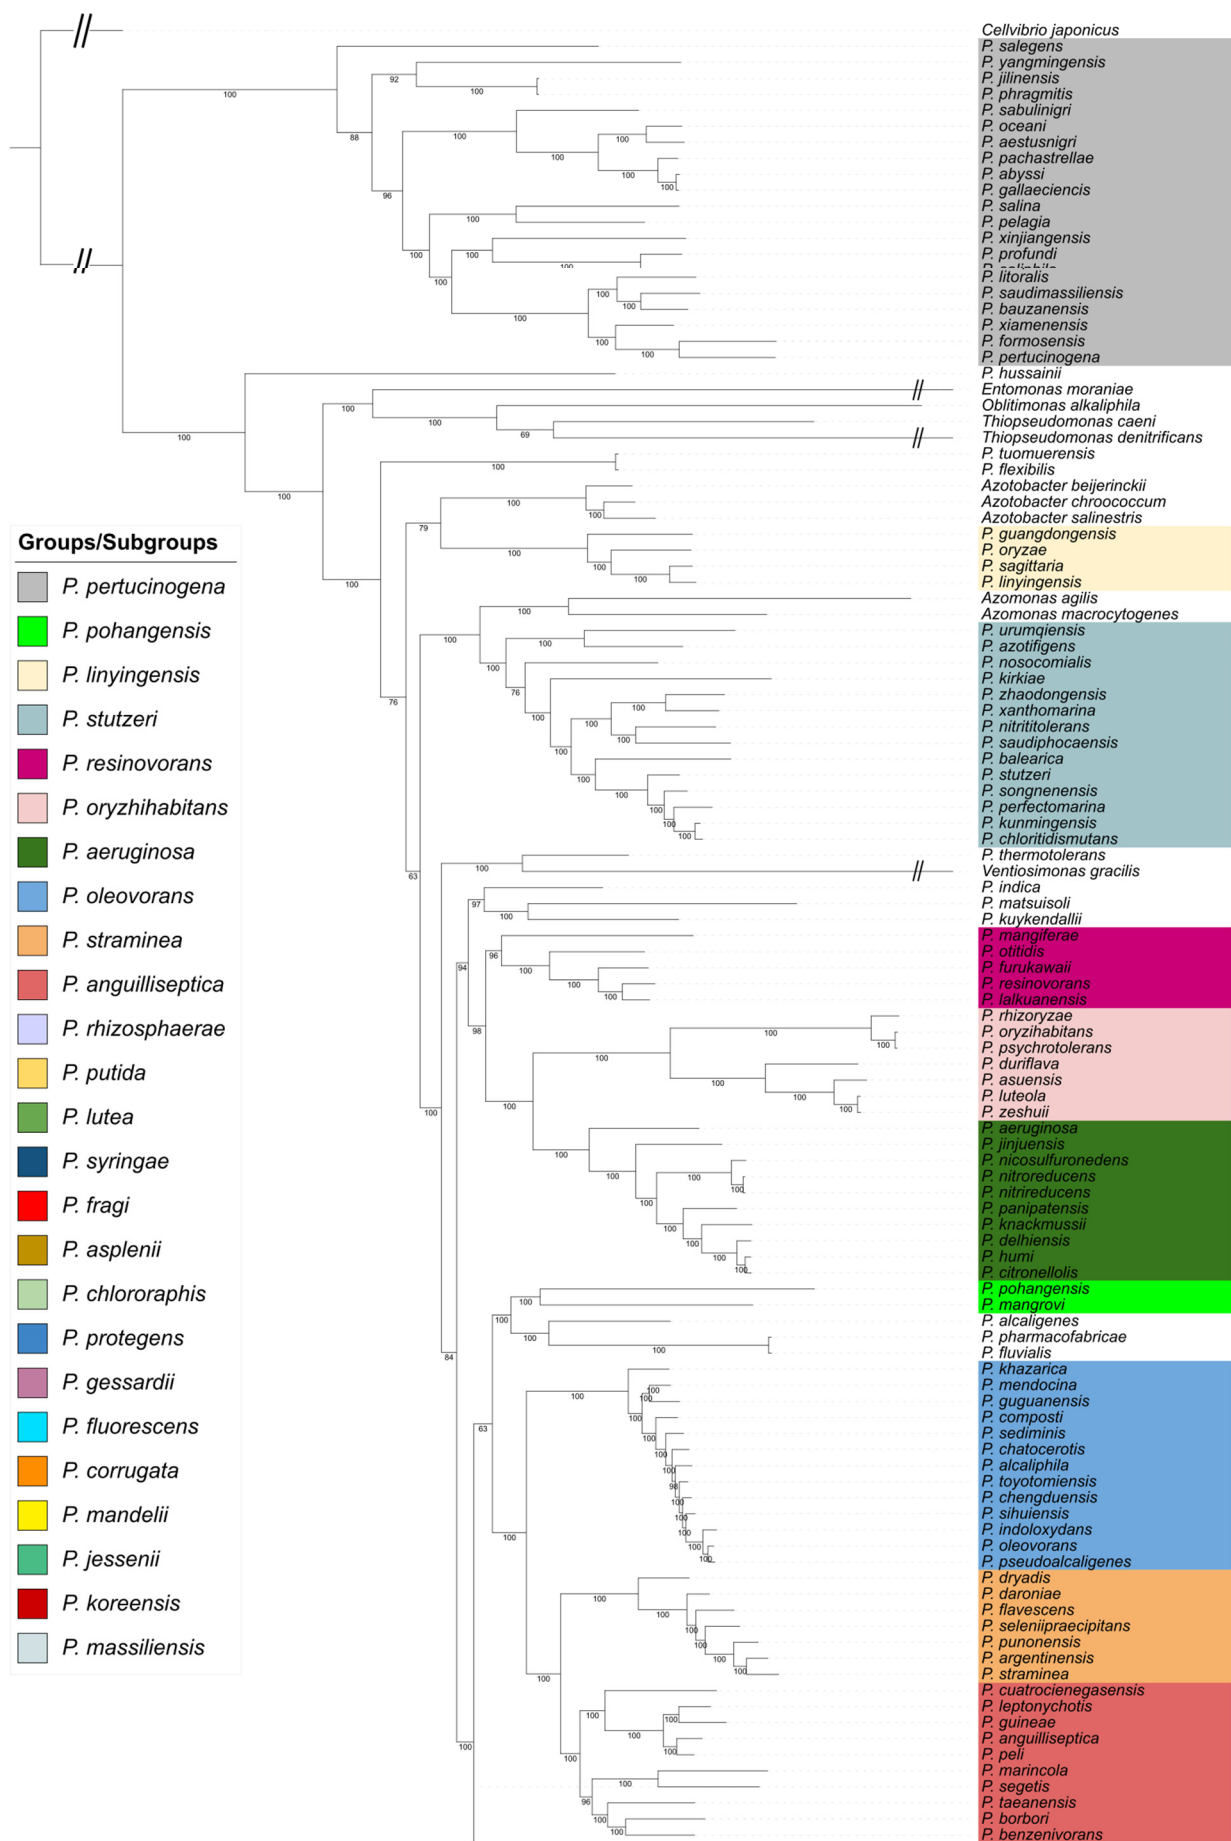 Cellvibrio japonicus
P. salegens
P. yangmingensis
P. jilinensis
P. phragmitis
P. sabulinigri
P. oceani
P. aestusnigri
P. pachastrellae
P. abyssi
P. gallaeciencis
P. salina
P. pelagia
P. xinjiangensis
P. profundi
P. litoralis
P. saudimassiliensis
P. bauzanensis
P. xiamenensis
P. formosensis
P. pertucinogena
P. hussainii
Entomonas moraniae
Oblitimonas alkaliphila
Thiopseudomonas caeni
Thiopseudomonas denitrificans
P. tuomuerensis
P. flexibilis
Azotobacter beijerinckii
Azotobacter chroococcum
Azotobacter salinestris
P. guangdongensis
P. oryzae
P. sagittaria
P. linyingensis
Azomonas agilis
Azomonas macrocytogenes
P. urumqiensis
P. azotifigens
P. nosocomialis
P. kirkiae
P. zhaodongensis
P. xanthomarina
P. nitrititolerans
P. saudiphocaensis
P. balearica
P. stutzeri
P. songnenensis
P. perfectomarina
P. kunmingensis
P. chloritidismutans
P. thermotolerans
Ventiosimonas gracilis
P. indica
P. matsuisoli
P. kuykendallii
P. mangiferae
P. otitidis
P. furukawaii
P. resinovorans
P. lalkuanensis
P. rhizoryzae
P. oryzihabitans
P. psychrotolerans
P. duriflava
P. asuensis
P. luteola
P. zeshuii
P. aeruginosa
P. jinjuensis
P. nicosulfuronedens
P. nitroreducens
P. nitrireducens
P. panipatensis
P. knackmussii
P. delhiensis
P. humi
P. citronellolis
P. pohangensis
P. mangrovi
P. alcaligenes
P. pharmacofabricae
P. fluvialis
P. khazarica
P. mendocina
P. guguanensis
P. composti
P. sediminis
P. chatocerotis
P. alcaliphila
P. toyotomiensis
P. chengduensis
P. sihuiensis
P. indoloxydans
P. oleovorans
P. pseudoalcaligenes
P. dryadis
P. daroniae
P. flavescens
P. seleniipraecipitans
P. punonensis
P. argentinensis
P. straminea
P. cuatrocienegasensis
P. leptonychotis
P. guineae
P. anguilliseptica
P. peli
P. marincola
P. segetis
P. taeanensis
P. borbori
P. benzenivorans
Groups/Subgroups
P. pertucinogena
P. pohangensis
P. linyingensis
P. stutzeri
P. resinovorans
P. oryzhihabitans
P. aeruginosa
P. oleovorans
P. straminea
P. anguilliseptica
P. rhizosphaerae
P. putida
P. lutea
P. syringae
P. fragi
P. asplenii
P. chlororaphis
P. protegens
P. gessardii
P. fluorescens
P. corrugata
P. mandelii
P. jessenii
P. koreensis
P. massiliensis